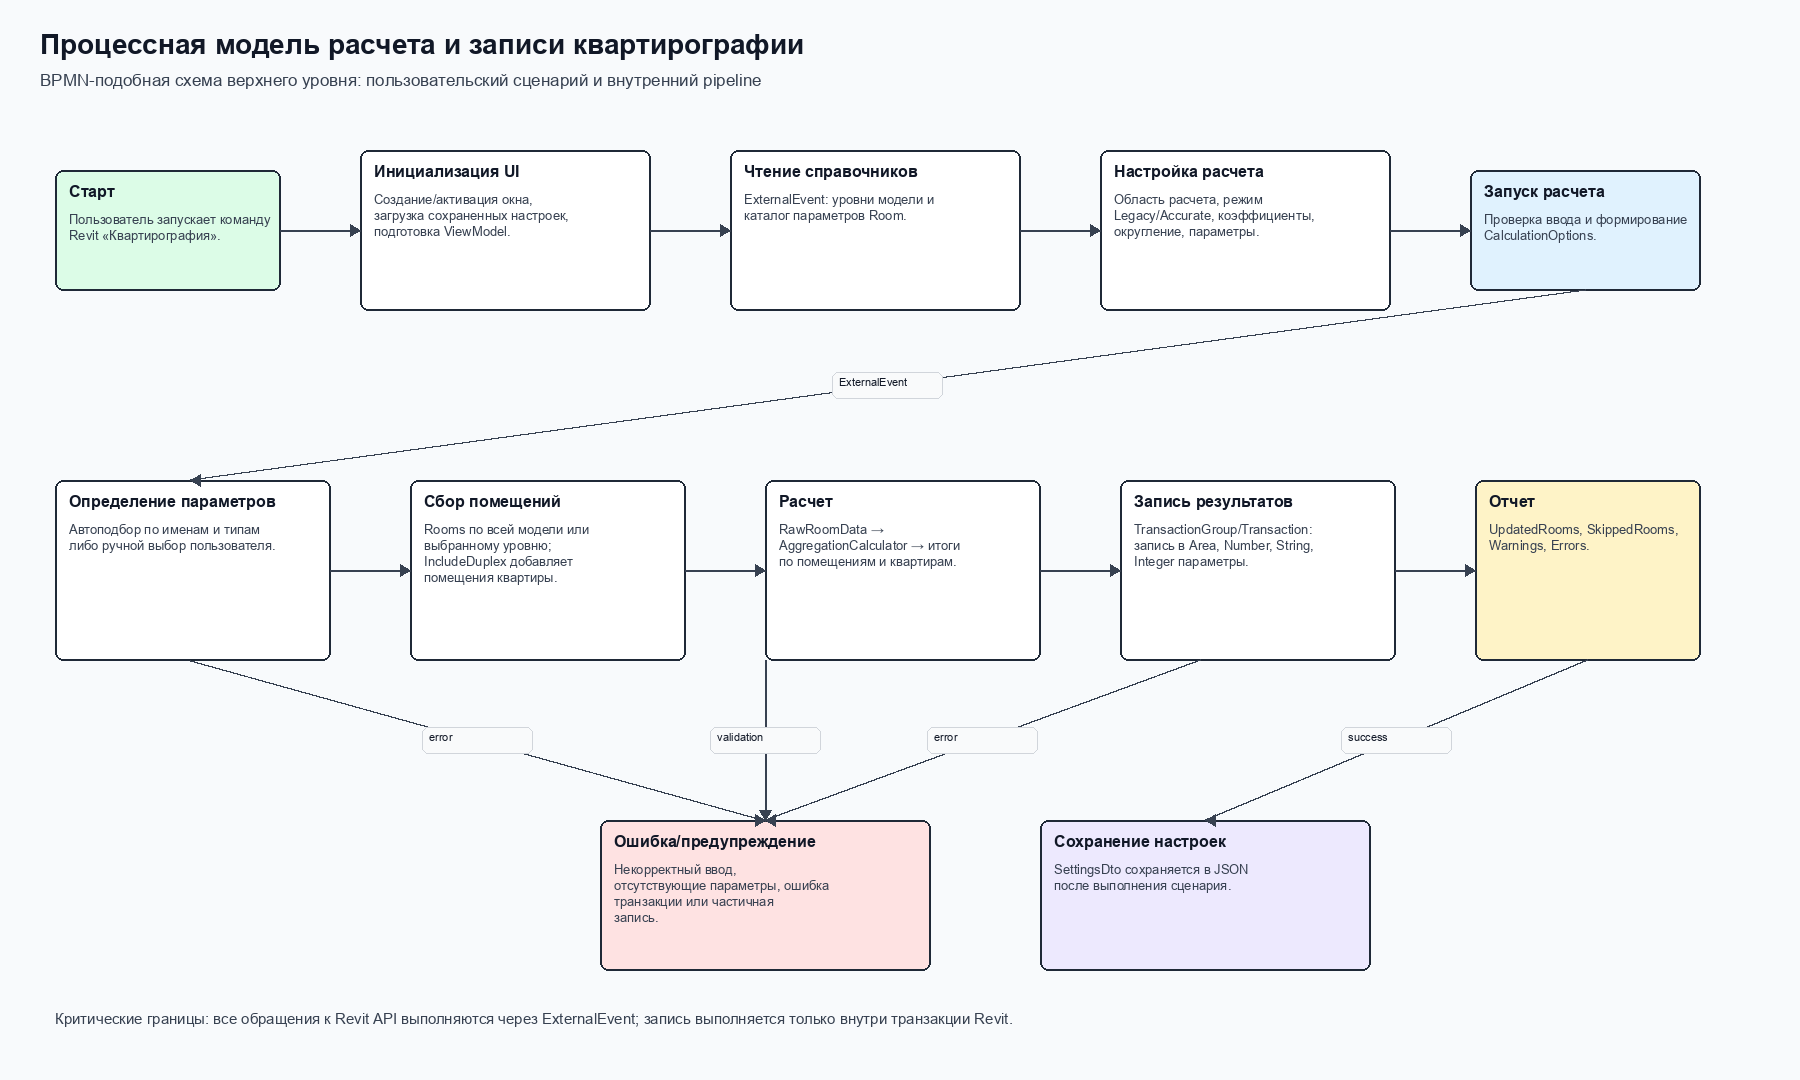 Процессная модель расчета и записи квартирографии
BPMN-подобная схема верхнего уровня: пользовательский сценарий и внутренний pipeline
Старт
Пользователь запускает команду
Revit «Квартирография».
Инициализация UI
Создание/активация окна,
загрузка сохраненных настроек,
подготовка ViewModel.
Чтение справочников
ExternalEvent: уровни модели и
каталог параметров Room.
Настройка расчета
Область расчета, режим
Legacy/Accurate, коэффициенты,
округление, параметры.
Запуск расчета
Проверка ввода и формирование
CalculationOptions.
ExternalEvent
Определение параметров
Автоподбор по именам и типам
либо ручной выбор пользователя.
Сбор помещений
Rooms по всей модели или
выбранному уровню;
IncludeDuplex добавляет
помещения квартиры.
Расчет
RawRoomData →
AggregationCalculator → итоги
по помещениям и квартирам.
Запись результатов
TransactionGroup/Transaction:
запись в Area, Number, String,
Integer параметры.
Отчет
UpdatedRooms, SkippedRooms,
Warnings, Errors.
error
validation
error
success
Ошибка/предупреждение
Некорректный ввод,
отсутствующие параметры, ошибка
транзакции или частичная
запись.
Сохранение настроек
SettingsDto сохраняется в JSON
после выполнения сценария.
Критические границы: все обращения к Revit API выполняются через ExternalEvent; запись выполняется только внутри транзакции Revit.